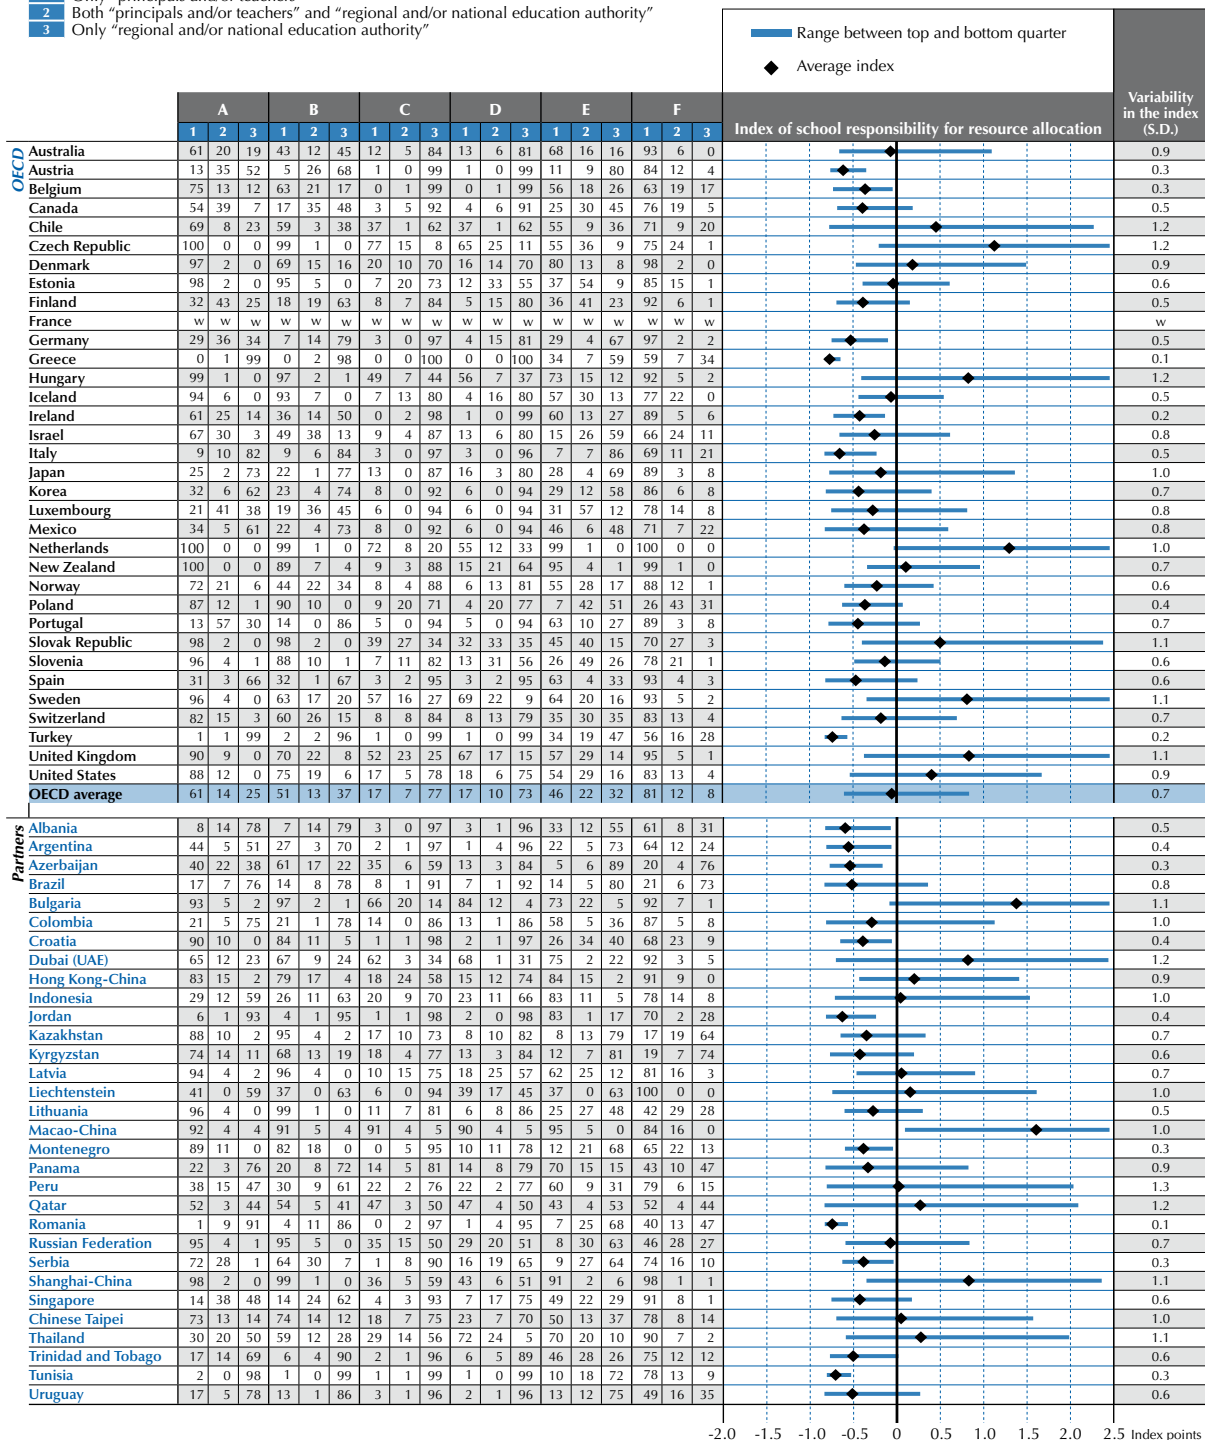 2 Both “principals and/or teachers” and “regional and/or national education authority”
3 Only “regional and/or national education authority”
Range between top and bottom quarter
Average index
A B C D E F
Index of school responsibility for resource allocation
Variability in the index (S.D.)
1 2 3 1 2 3 1 2 3 1 2 3 1 2 3 1 2 3
OECD
Australia 61 20 19 43 12 45 12 5 84 13 6 81 68 16 16 93 6 0 0.9
Austria 13 35 52 5 26 68 1 0 99 1 0 99 11 9 80 84 12 4 0.3
Belgium 75 13 12 63 21 17 0 1 99 0 1 99 56 18 26 63 19 17 0.3
Canada 54 39 7 17 35 48 3 5 92 4 6 91 25 30 45 76 19 5 0.5
Chile 69 8 23 59 3 38 37 1 62 37 1 62 55 9 36 71 9 20 1.2
Czech Republic 100 0 0 99 1 0 77 15 8 65 25 11 55 36 9 75 24 1 1.2
Denmark 97 2 0 69 15 16 20 10 70 16 14 70 80 13 8 98 2 0 0.9
Estonia 98 2 0 95 5 0 7 20 73 12 33 55 37 54 9 85 15 1 0.6
Finland 32 43 25 18 19 63 8 7 84 5 15 80 36 41 23 92 6 1 0.5
France w w w w w w w w w w w w w w w w w w w
Germany 29 36 34 7 14 79 3 0 97 4 15 81 29 4 67 97 2 2 0.5
Greece 0 1 99 0 2 98 0 0 100 0 0 100 34 7 59 59 7 34 0.1
Hungary 99 1 0 97 2 1 49 7 44 56 7 37 73 15 12 92 5 2 1.2
Iceland 94 6 0 93 7 0 7 13 80 4 16 80 57 30 13 77 22 0 0.5
Ireland 61 25 14 36 14 50 0 2 98 1 0 99 60 13 27 89 5 6 0.2
Israel 67 30 3 49 38 13 9 4 87 13 6 80 15 26 59 66 24 11 0.8
Italy 9 10 82 9 6 84 3 0 97 3 0 96 7 7 86 69 11 21 0.5
Japan 25 2 73 22 1 77 13 0 87 16 3 80 28 4 69 89 3 8 1.0
Korea 32 6 62 23 4 74 8 0 92 6 0 94 29 12 58 86 6 8 0.7
Luxembourg 21 41 38 19 36 45 6 0 94 6 0 94 31 57 12 78 14 8 0.8
Mexico 34 5 61 22 4 73 8 0 92 6 0 94 46 6 48 71 7 22 0.8
Netherlands 100 0 0 99 1 0 72 8 20 55 12 33 99 1 0 100 0 0 1.0
New Zealand 100 0 0 89 7 4 9 3 88 15 21 64 95 4 1 99 1 0 0.7
Norway 72 21 6 44 22 34 8 4 88 6 13 81 55 28 17 88 12 1 0.6
Poland 87 12 1 90 10 0 9 20 71 4 20 77 7 42 51 26 43 31 0.4
Portugal 13 57 30 14 0 86 5 0 94 5 0 94 63 10 27 89 3 8 0.7
Slovak Republic 98 2 0 98 2 0 39 27 34 32 33 35 45 40 15 70 27 3 1.1
Slovenia 96 4 1 88 10 1 7 11 82 13 31 56 26 49 26 78 21 1 0.6
Spain 31 3 66 32 1 67 3 2 95 3 2 95 63 4 33 93 4 3 0.6
Sweden 96 4 0 63 17 20 57 16 27 69 22 9 64 20 16 93 5 2 1.1
Switzerland 82 15 3 60 26 15 8 8 84 8 13 79 35 30 35 83 13 4 0.7
Turkey 1 1 99 2 2 96 1 0 99 1 0 99 34 19 47 56 16 28 0.2
United Kingdom 90 9 0 70 22 8 52 23 25 67 17 15 57 29 14 95 5 1 1.1
United States 88 12 0 75 19 6 17 5 78 18 6 75 54 29 16 83 13 4 0.9
OECD average 61 14 25 51 13 37 17 7 77 17 10 73 46 22 32 81 12 8 0.7
Partners
Albania 8 14 78 7 14 79 3 0 97 3 1 96 33 12 55 61 8 31 0.5
Argentina 44 5 51 27 3 70 2 1 97 1 4 96 22 5 73 64 12 24 0.4
Azerbaijan 40 22 38 61 17 22 35 6 59 13 3 84 5 6 89 20 4 76 0.3
Brazil 17 7 76 14 8 78 8 1 91 7 1 92 14 5 80 21 6 73 0.8
Bulgaria 93 5 2 97 2 1 66 20 14 84 12 4 73 22 5 92 7 1 1.1
Colombia 21 5 75 21 1 78 14 0 86 13 1 86 58 5 36 87 5 8 1.0
Croatia 90 10 0 84 11 5 1 1 98 2 1 97 26 34 40 68 23 9 0.4
Dubai (UAE) 65 12 23 67 9 24 62 3 34 68 1 31 75 2 22 92 3 5 1.2
Hong Kong-China 83 15 2 79 17 4 18 24 58 15 12 74 84 15 2 91 9 0 0.9
Indonesia 29 12 59 26 11 63 20 9 70 23 11 66 83 11 5 78 14 8 1.0
Jordan 6 1 93 4 1 95 1 1 98 2 0 98 83 1 17 70 2 28 0.4
Kazakhstan 88 10 2 95 4 2 17 10 73 8 10 82 8 13 79 17 19 64 0.7
Kyrgyzstan 74 14 11 68 13 19 18 4 77 13 3 84 12 7 81 19 7 74 0.6
Latvia 94 4 2 96 4 0 10 15 75 18 25 57 62 25 12 81 16 3 0.7
Liechtenstein 41 0 59 37 0 63 6 0 94 39 17 45 37 0 63 100 0 0 1.0
Lithuania 96 4 0 99 1 0 11 7 81 6 8 86 25 27 48 42 29 28 0.5
Macao-China 92 4 4 91 5 4 91 4 5 90 4 5 95 5 0 84 16 0 1.0
Montenegro 89 11 0 82 18 0 0 5 95 10 11 78 12 21 68 65 22 13 0.3
Panama 22 3 76 20 8 72 14 5 81 14 8 79 70 15 15 43 10 47 0.9
Peru 38 15 47 30 9 61 22 2 76 22 2 77 60 9 31 79 6 15 1.3
Qatar 52 3 44 54 5 41 47 3 50 47 4 50 43 4 53 52 4 44 1.2
Romania 1 9 91 4 11 86 0 2 97 1 4 95 7 25 68 40 13 47 0.1
Russian Federation 95 4 1 95 5 0 35 15 50 29 20 51 8 30 63 46 28 27 0.7
Serbia 72 28 1 64 30 7 1 8 90 16 19 65 9 27 64 74 16 10 0.3
Shanghai-China 98 2 0 99 1 0 36 5 59 43 6 51 91 2 6 98 1 1 1.1
Singapore 14 38 48 14 24 62 4 3 93 7 17 75 49 22 29 91 8 1 0.6
Chinese Taipei 73 13 14 74 14 12 18 7 75 23 7 70 50 13 37 78 8 14 1.0
Thailand 30 20 50 59 12 28 29 14 56 72 24 5 70 20 10 90 7 2 1.1
Trinidad and Tobago 17 14 69 6 4 90 2 1 96 6 5 89 46 28 26 75 12 12 0.6
Tunisia 2 0 98 1 0 99 1 1 99 1 0 99 10 18 72 78 13 9 0.3
Uruguay 17 5 78 13 1 86 3 1 96 2 1 96 13 12 75 49 16 35 0.6
-2.0 -1.5 -1.0 -0.5 0 0.5 1.0 1.5 2.0 2.5 Index points